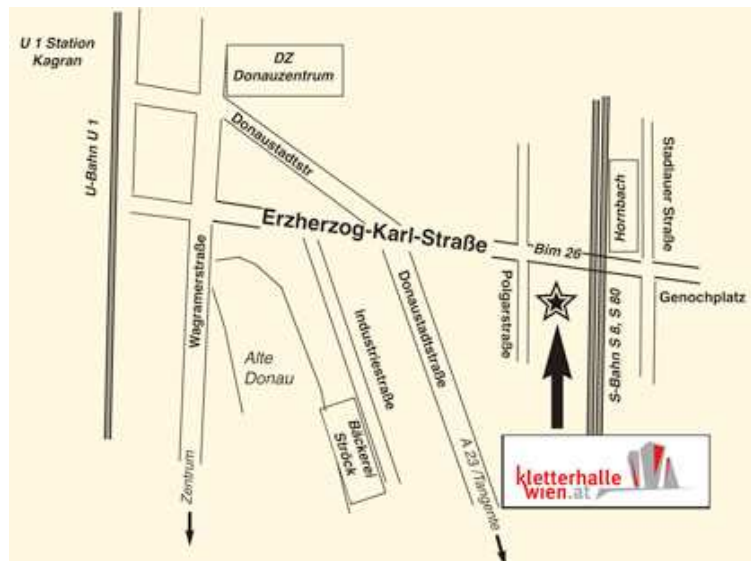 U 1 Station
Kagran
DZ
Donauzentrum
U-Bahn U 1
Donaustadtstr
Erzherzog-Karl-Straße
Bim 26
Hornbach
Stadlauer Straße
Genochplatz
Wagramerstraße
Alte
Donau
Industriestraße
Donaustadtstraße
Polgarstraße
S-Bahn S 8, S 80
Bäckerei
Ströck
Zentrum
A 23 /Tangente
kletterhalle
wien.at